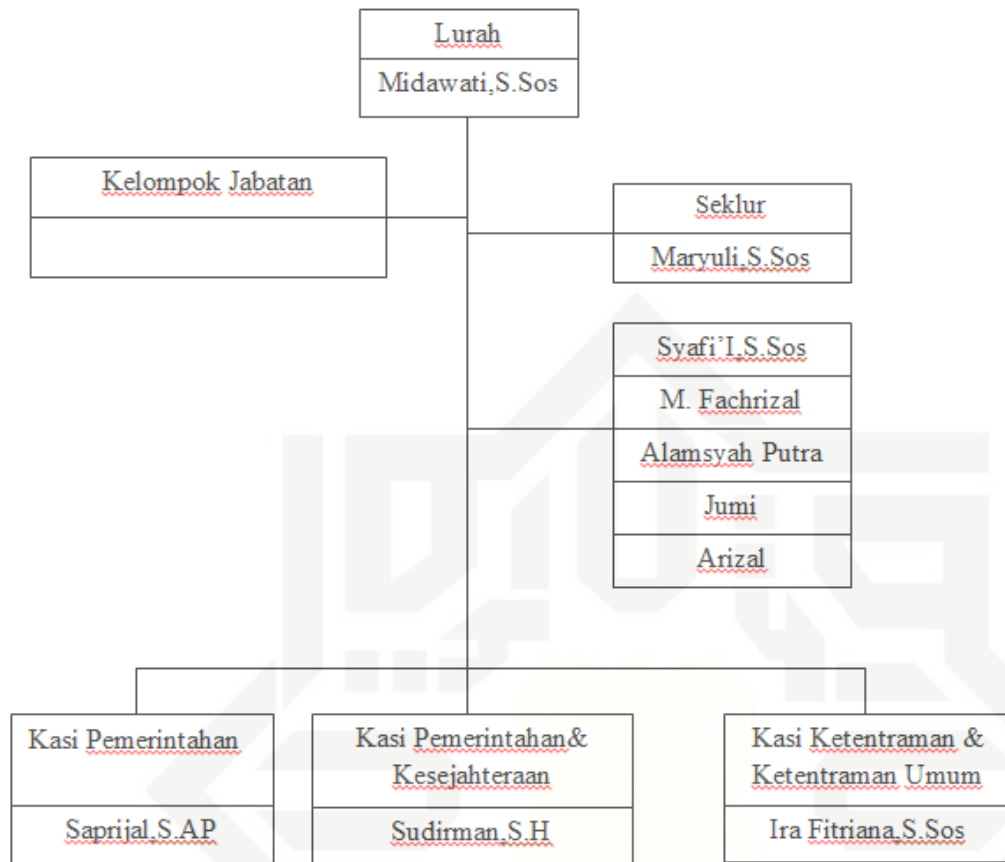 Lurah
Midawati,S.Sos
Kelompok Jabatan
Seklur
Maryuli,S.Sos
Syafi’I,S.Sos
M. Fachrizal
Alamsyah Putra
Jumi
Arizal
Kasi Pemerintahan
Saprijal,S.AP
Kasi Pemerintahan&
Kesejahteraan
Sudirman,S.H
Kasi Ketentraman &
Ketentraman Umum
Ira Fitriana,S.Sos